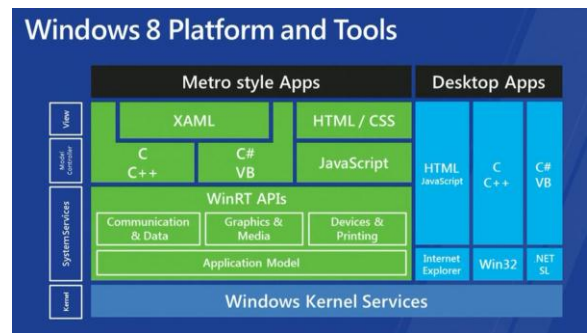 Windows 8 Platform and Tools
Metro style Apps
Desktop Apps
View
XAML
HTML / CSS
Model
Controller
C
C++
C#
VB
JavaScript
HTML
JavaScript
C
C++
C#
VB
System Services
WinRT APIs
Communication
& Data
Graphics &
Media
Devices &
Printing
Application Model
Internet
Explorer
Win32
.NET
SL
Kernel
Windows Kernel Services